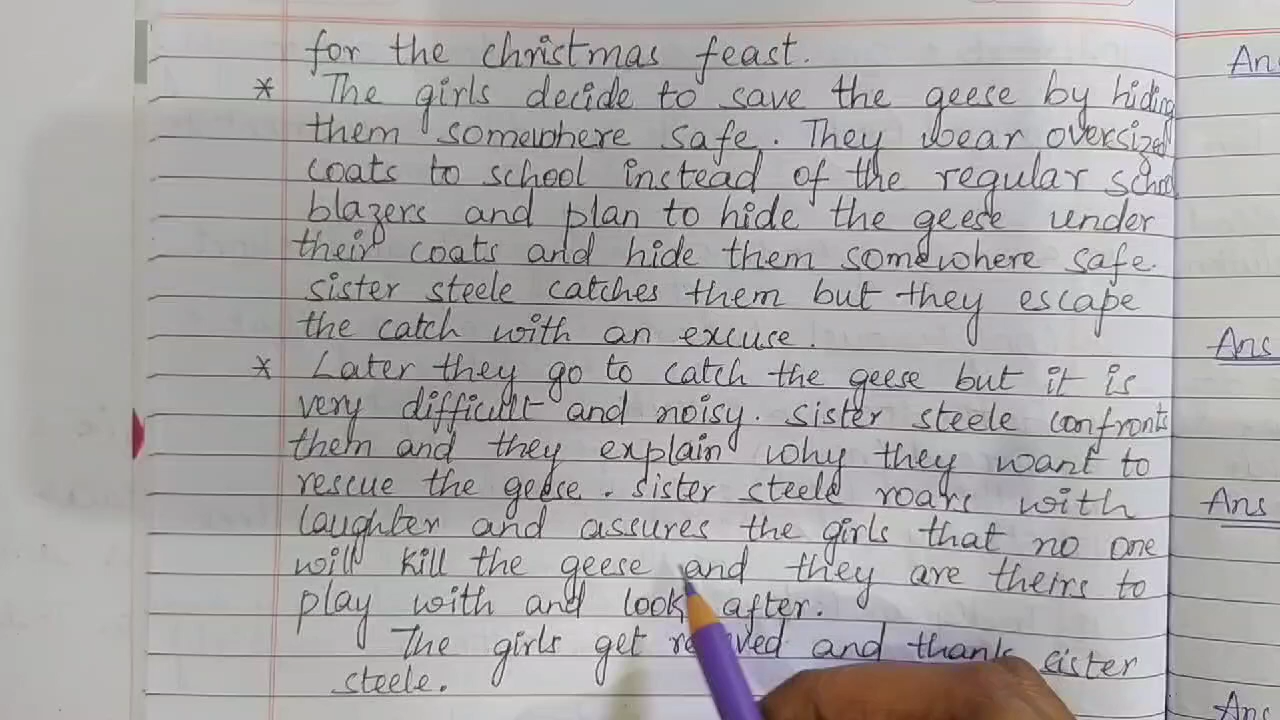 for the christmas feast.
* The girls decide to save the geese by hiding
them somewhere safe. They wear oversized
coats to school instead of the regular school
blazers and plan to hide the geese under
their coats and hide them somewhere safe.
sister steele catches them but they escape
the catch with an excuse.
* Later they go to catch the geese but it is
very difficult and noisy. sister steele confronts
them and they explain why they want to
rescue the geese. sister steele roars with
laughter and assures the girls that no one
will kill the geese and they are theirs to
play with and look after.
The girls get and thank sister
steele.
An
Ans
Ans
Ans